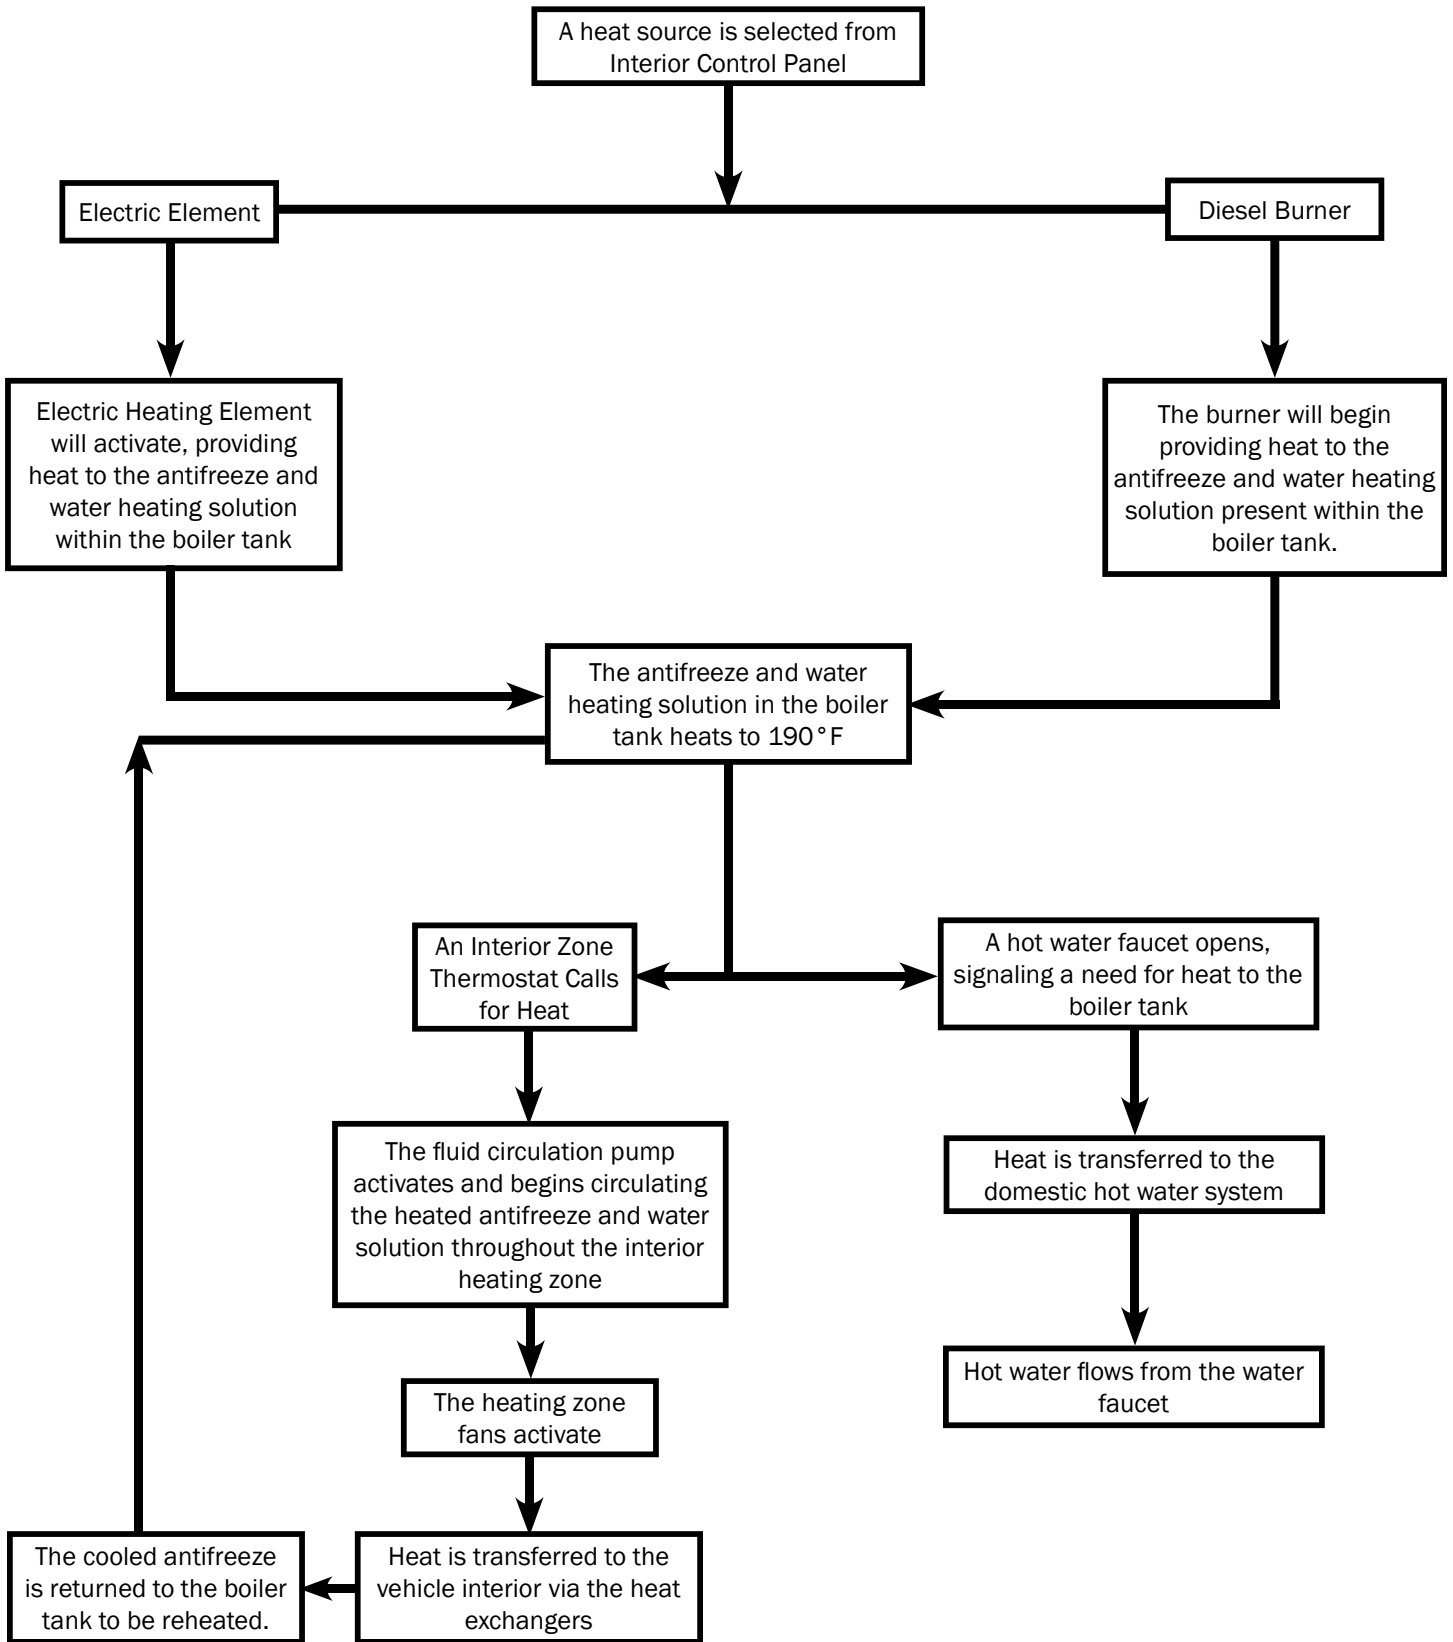 A heat source is selected from
Interior Control Panel
Electric Element
Diesel Burner
Electric Heating Element
will activate, providing
heat to the antifreeze and
water heating solution
within the boiler tank
The burner will begin
providing heat to the
antifreeze and water heating
solution present within the
boiler tank.
The antifreeze and water
heating solution in the boiler
tank heats to 190°F
An Interior Zone
Thermostat Calls
for Heat
A hot water faucet opens,
signaling a need for heat to the
boiler tank
The fluid circulation pump
activates and begins circulating
the heated antifreeze and water
solution throughout the interior
heating zone
Heat is transferred to the
domestic hot water system
The heating zone
fans activate
Hot water flows from the water
faucet
The cooled antifreeze
is returned to the boiler
tank to be reheated.
Heat is transferred to the
vehicle interior via the heat
exchangers